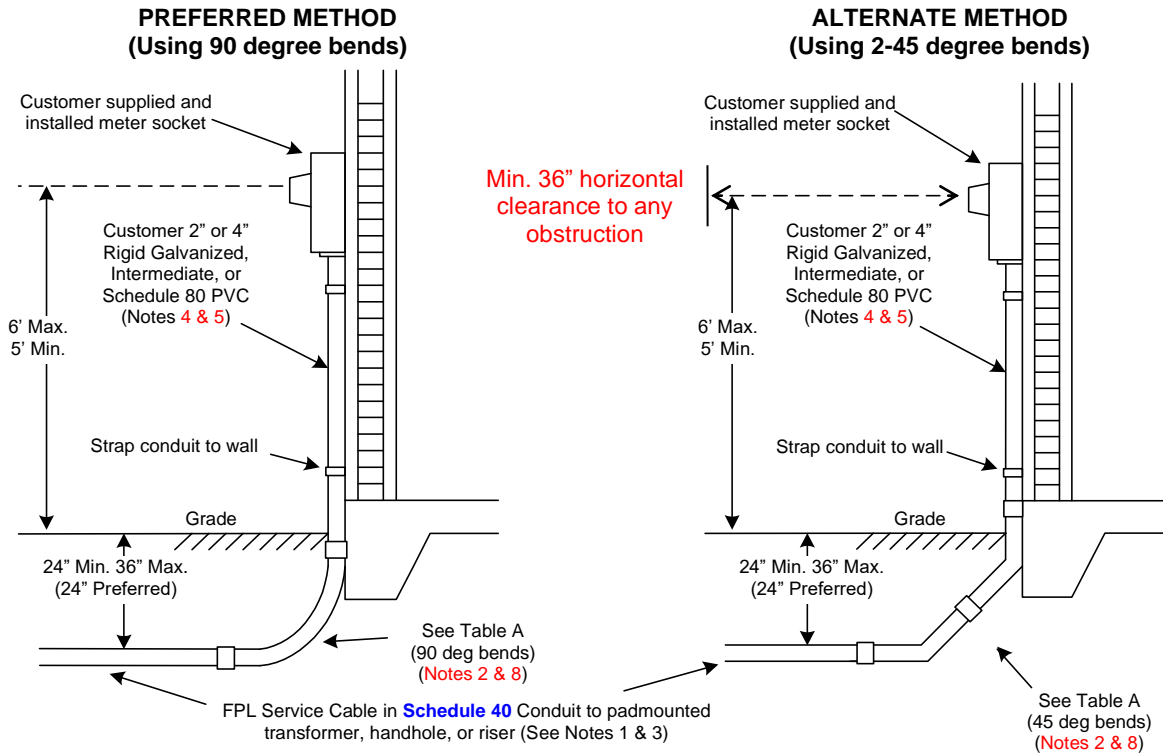 PREFERRED METHOD
(Using 90 degree bends)
Customer supplied and
installed meter socket
Customer 2” or 4”
Rigid Galvanized,
Intermediate, or
Schedule 80 PVC
(Notes 4 & 5)
6’ Max.
5’ Min.
Strap conduit to wall
Grade
24” Min. 36” Max.
(24” Preferred)
See Table A
(90 deg bends)
(Notes 2 & 8)
Min. 36” horizontal
clearance to any
obstruction
ALTERNATE METHOD
(Using 2-45 degree bends)
Customer supplied and
installed meter socket
Customer 2” or 4”
Rigid Galvanized,
Intermediate, or
Schedule 80 PVC
(Notes 4 & 5)
6’ Max.
5’ Min.
Strap conduit to wall
Grade
24” Min. 36” Max.
(24” Preferred)
See Table A
(45 deg bends)
(Notes 2 & 8)
FPL Service Cable in Schedule 40 Conduit to padmounted
transformer, handhole, or riser (See Notes 1 & 3)